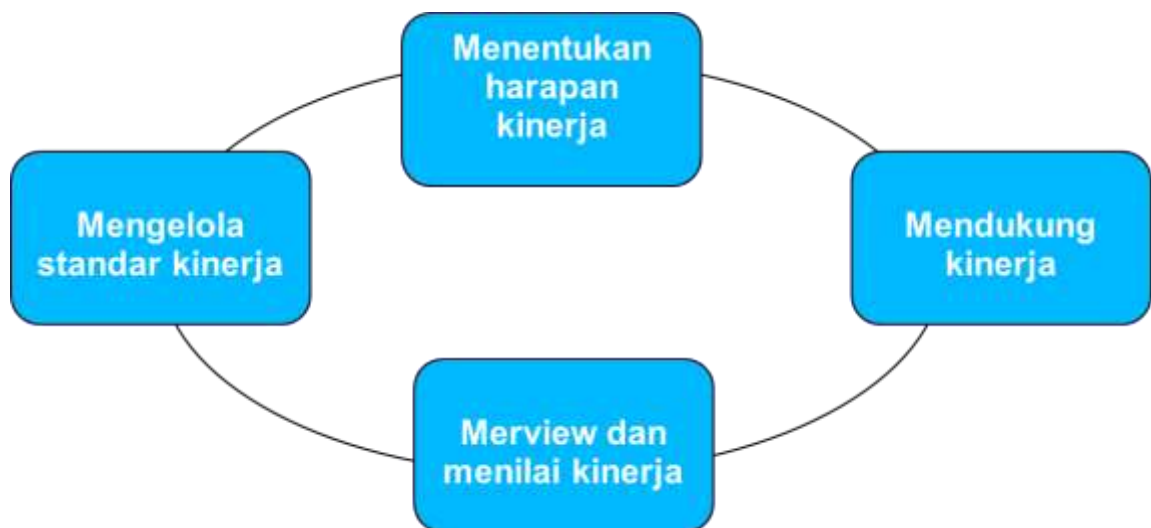 Menentukan
harapan
kinerja
Mengelola
standar kinerja
Mendukung
kinerja
Merview dan
menilai kinerja